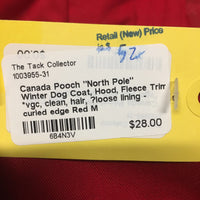 Retail (New) Price
The Tack Collector
1003955-31
Canada Pooch "North Pole"
Winter Dog Coat, Hood, Fleece Trim
*vgc, clean, hair, ?loose lining -
curled edge Red M
$28.00
6B4N3V